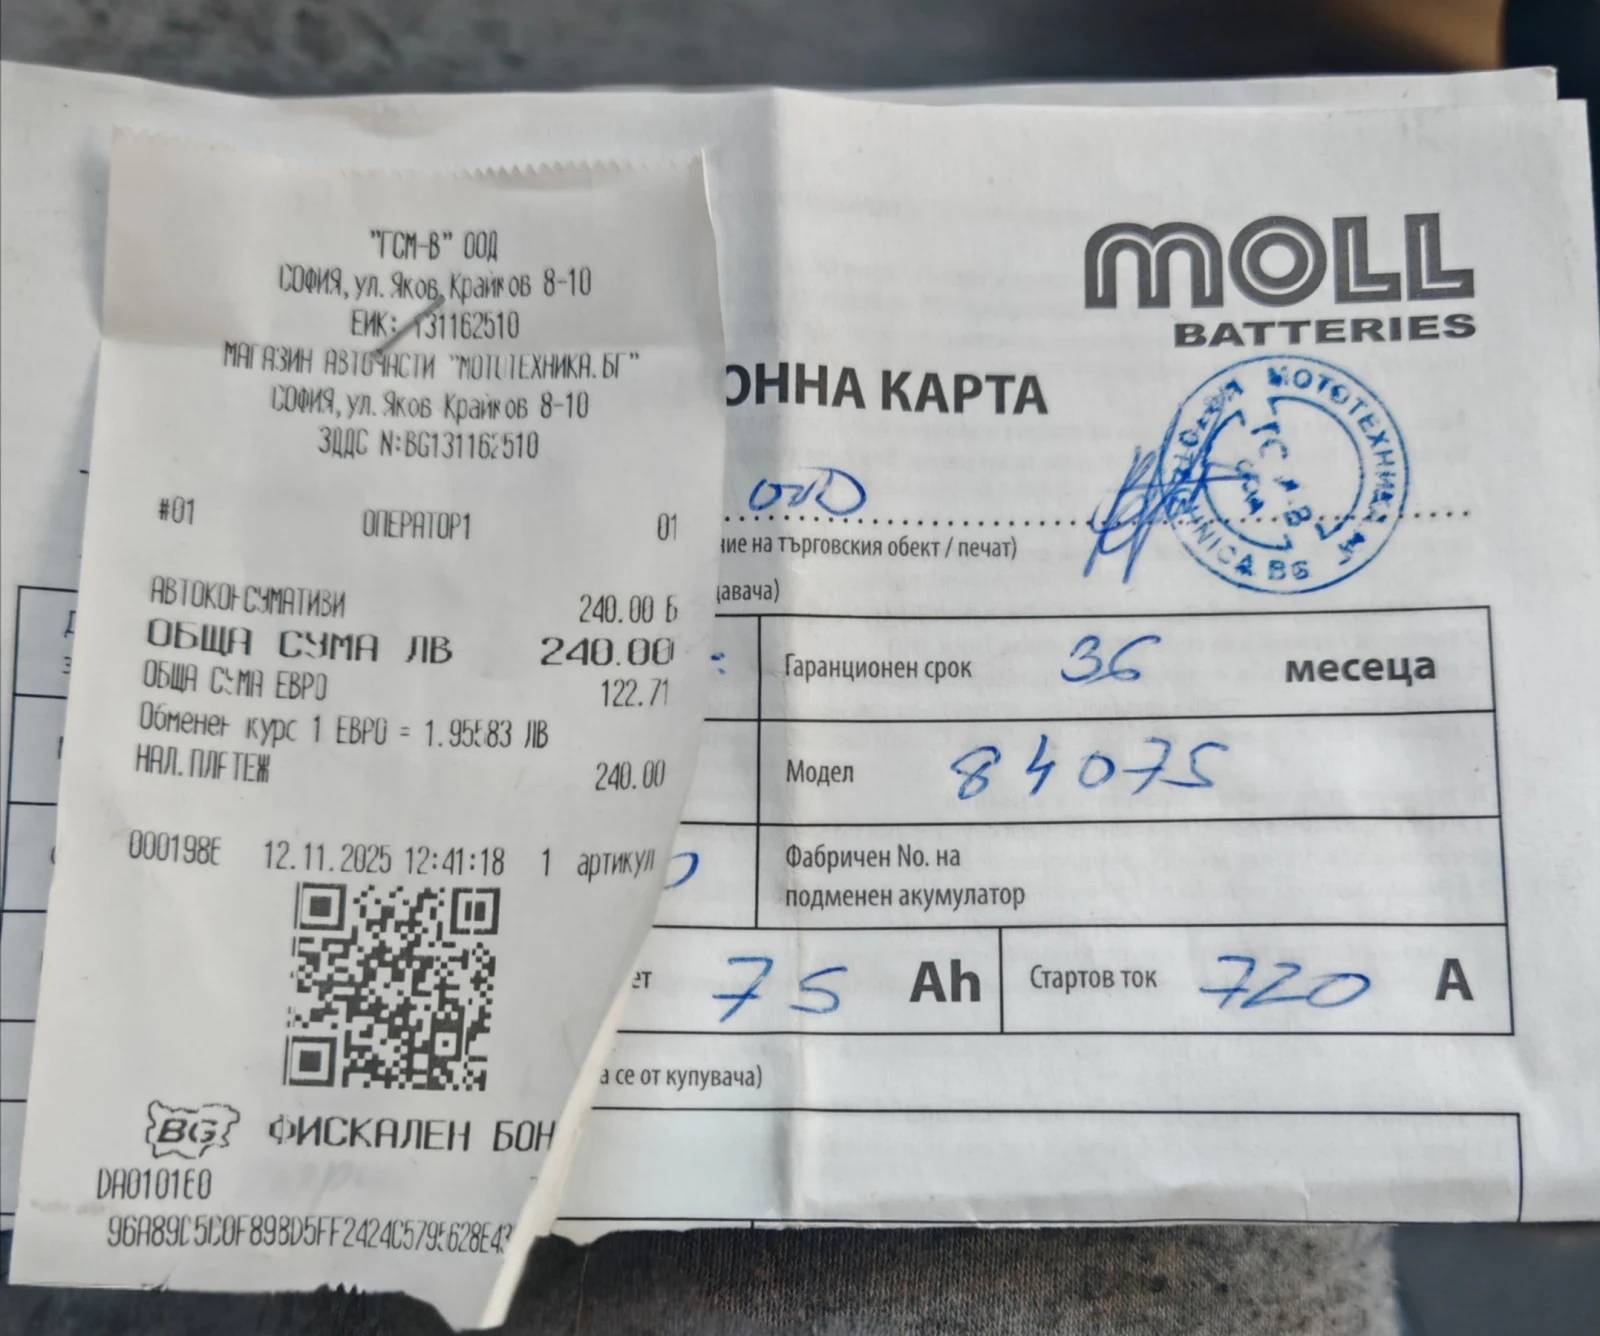 "ГСМ-В" ООД
СОФИЯ, ул. Яков Крайков 8-10
ЕИК: 131162510
МАГАЗИН АВТОЧАСТИ "МОТОТЕХНИКА.БГ"
СОФИЯ, ул. Яков Крайков 8-10
ЗДДС N:BG131162510
#01 ОПЕРАТОР1 01
АВТОКОНСУМАТИВИ 240.00 Б
ОБЩА СУМА ЛВ 240.00
ОБЩА СУМА ЕВРО 122.71
Обменен курс 1 ЕВРО = 1.95583 ЛВ
НАЛ. ПЛАТЕЖ 240.00
12.11.2025 12:41:18 1 артикул
BG ФИСКАЛЕН БОН
MOLL
BATTERIES
ОННА КАРТА
МОТОТЕХНИКА
ГСМ-В
HNICA BG
ООД
ние на търговския обект / печат)
давача)
Гаранционен срок 36 месеца
Модел 84075
Фабричен No. на
подменен акумулатор
ет 75 Ah Стартов ток 720 A
а се от купувача)